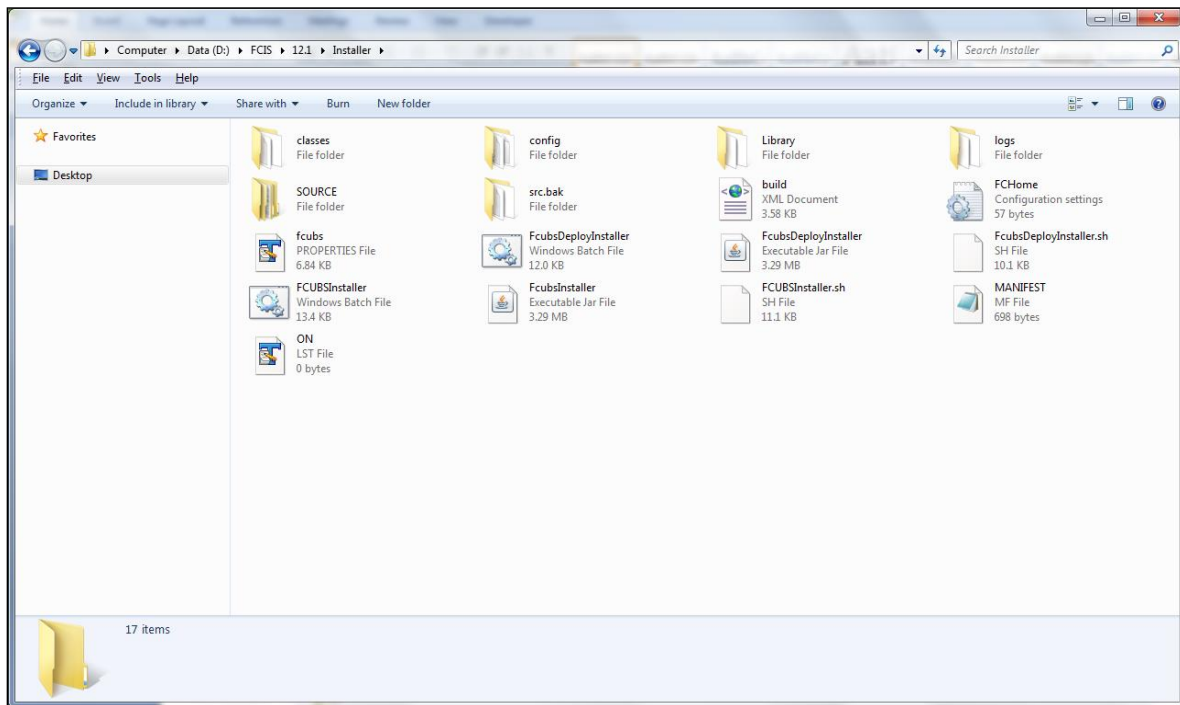 Computer ▸ Data (D:) ▸ FCIS ▸ 12.1 ▸ Installer ▸
Search Installer
File Edit View Tools Help
Organize Include in library Share with Burn New folder
Favorites
Desktop
classes
File folder
config
File folder
Library
File folder
logs
File folder
SOURCE
File folder
src.bak
File folder
build
XML Document
3.58 KB
FCHome
Configuration settings
57 bytes
fcubs
PROPERTIES File
6.84 KB
FcubsDeployInstaller
Windows Batch File
12.0 KB
FcubsDeployInstaller
Executable Jar File
3.29 MB
FcubsDeployInstaller.sh
SH File
10.1 KB
FCUBSInstaller
Windows Batch File
13.4 KB
FcubsInstaller
Executable Jar File
3.29 MB
FCUBSInstaller.sh
SH File
11.1 KB
MANIFEST
MF File
698 bytes
ON
LST File
0 bytes
17 items